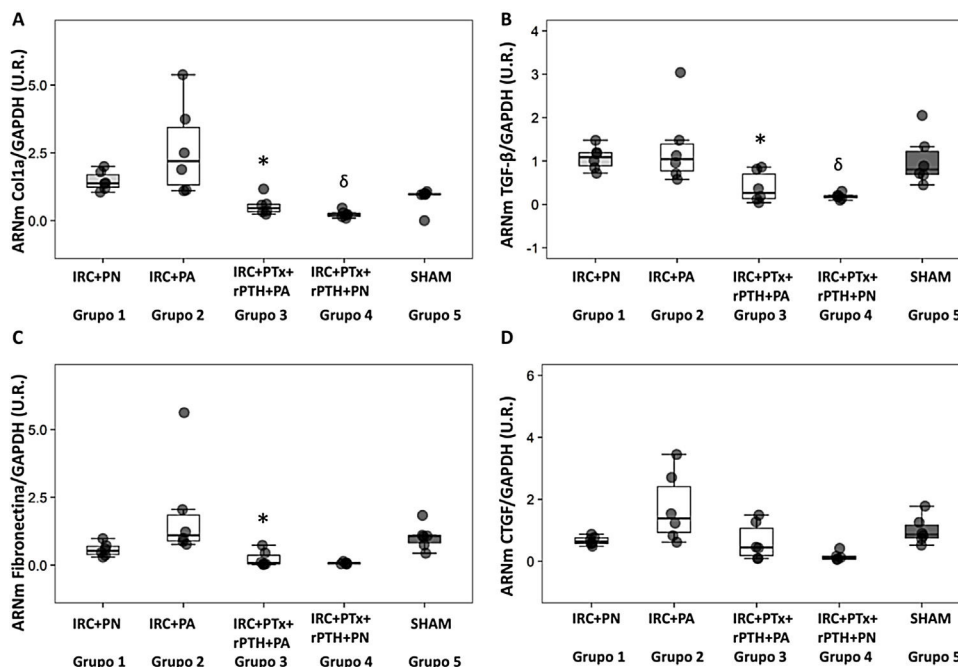 A
ARNm Col1a/GAPDH (U.R.)
5.0
2.5
0.0
*
δ
IRC+PN IRC+PA IRC+PTx+ IRC+PTx+ SHAM
rPTH+PA rPTH+PN
Grupo 1 Grupo 2 Grupo 3 Grupo 4 Grupo 5
B
ARNm TGF-β/GAPDH (U.R.)
4
3
2
1
0
-1
*
δ
IRC+PN IRC+PA IRC+PTx+ IRC+PTx+ SHAM
rPTH+PA rPTH+PN
Grupo 1 Grupo 2 Grupo 3 Grupo 4 Grupo 5
C
ARNm Fibronectina/GAPDH (U.R.)
5.0
2.5
0.0
*
IRC+PN IRC+PA IRC+PTx+ IRC+PTx+ SHAM
rPTH+PA rPTH+PN
Grupo 1 Grupo 2 Grupo 3 Grupo 4 Grupo 5
D
ARNm CTGF/GAPDH (U.R.)
6
4
2
0
IRC+PN IRC+PA IRC+PTx+ IRC+PTx+ SHAM
rPTH+PA rPTH+PN
Grupo 1 Grupo 2 Grupo 3 Grupo 4 Grupo 5